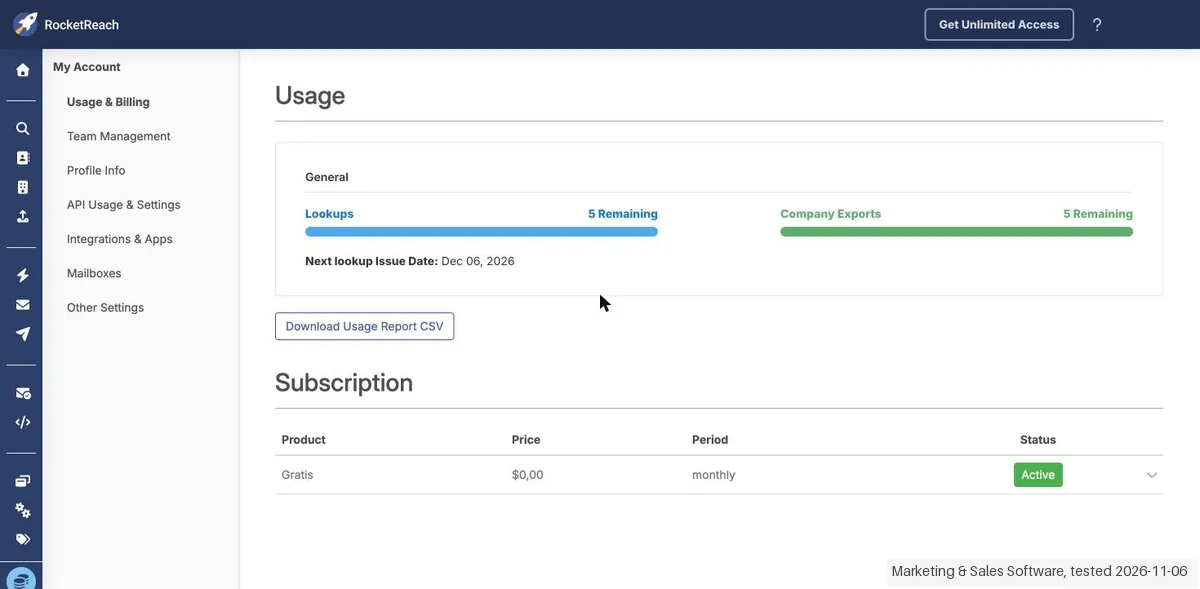 RocketReach
Get Unlimited Access
?
My Account
Usage & Billing
Team Management
Profile Info
API Usage & Settings
Integrations & Apps
Mailboxes
Other Settings
Usage
General
Lookups 5 Remaining
Company Exports 5 Remaining
Next lookup Issue Date: Dec 06, 2026
Download Usage Report CSV
Subscription
Product Price Period Status
Gratis $0,00 monthly Active
Marketing & Sales Software, tested 2026-11-06